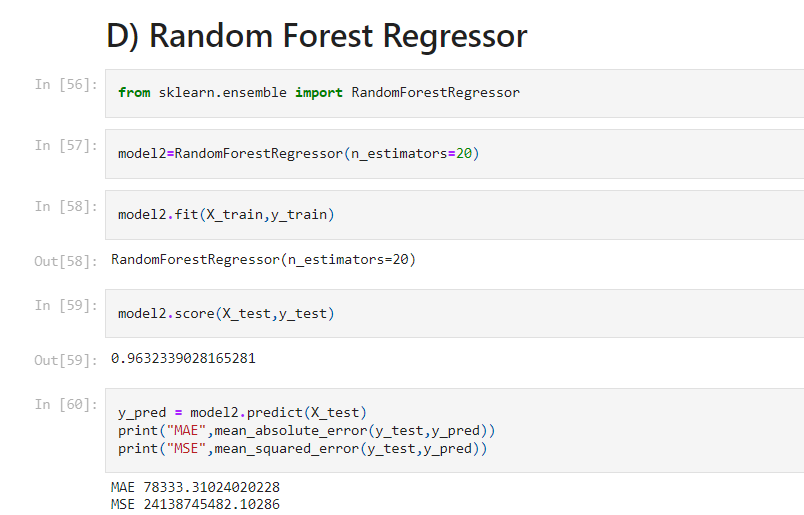 D) Random Forest Regressor
In [56]:
from sklearn.ensemble import RandomForestRegressor
In [57]:
model2=RandomForestRegressor(n_estimators=20)
In [58]:
model2.fit(X_train,y_train)
Out[58]:
RandomForestRegressor(n_estimators=20)
In [59]:
model2.score(X_test,y_test)
Out[59]:
0.9632339028165281
In [60]:
y_pred = model2.predict(X_test)
print("MAE",mean_absolute_error(y_test,y_pred))
print("MSE",mean_squared_error(y_test,y_pred))
MAE 78333.31024020228
MSE 24138745482.10286